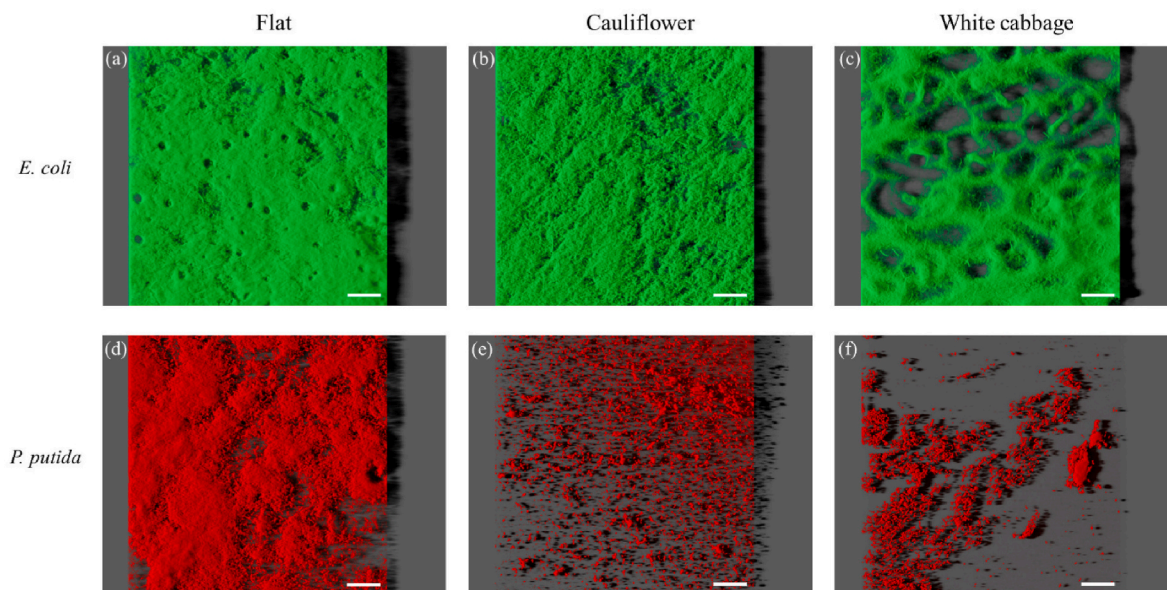 Flat Cauliflower White cabbage
E. coli
(a) (b) (c)
P. putida
(d) (e) (f)